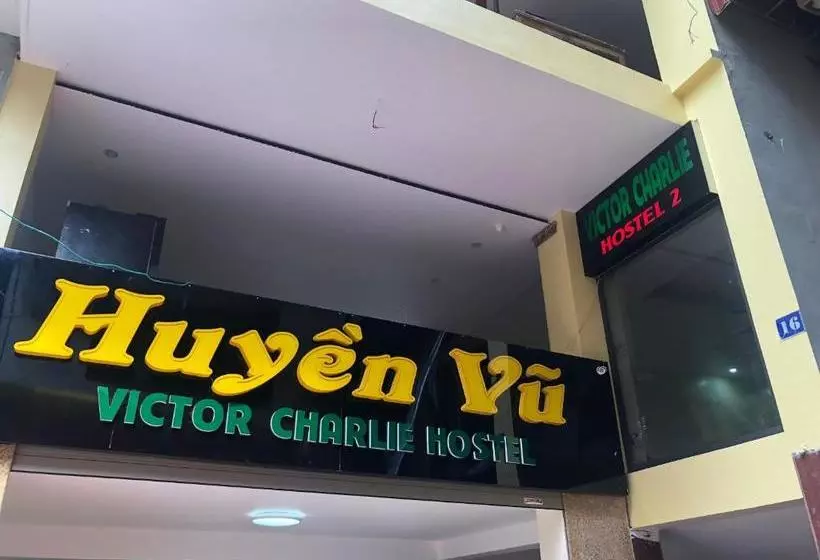 Huyền Vũ
VICTOR CHARLIE HOSTEL
VICTOR CHARLIE
HOSTEL 2
16